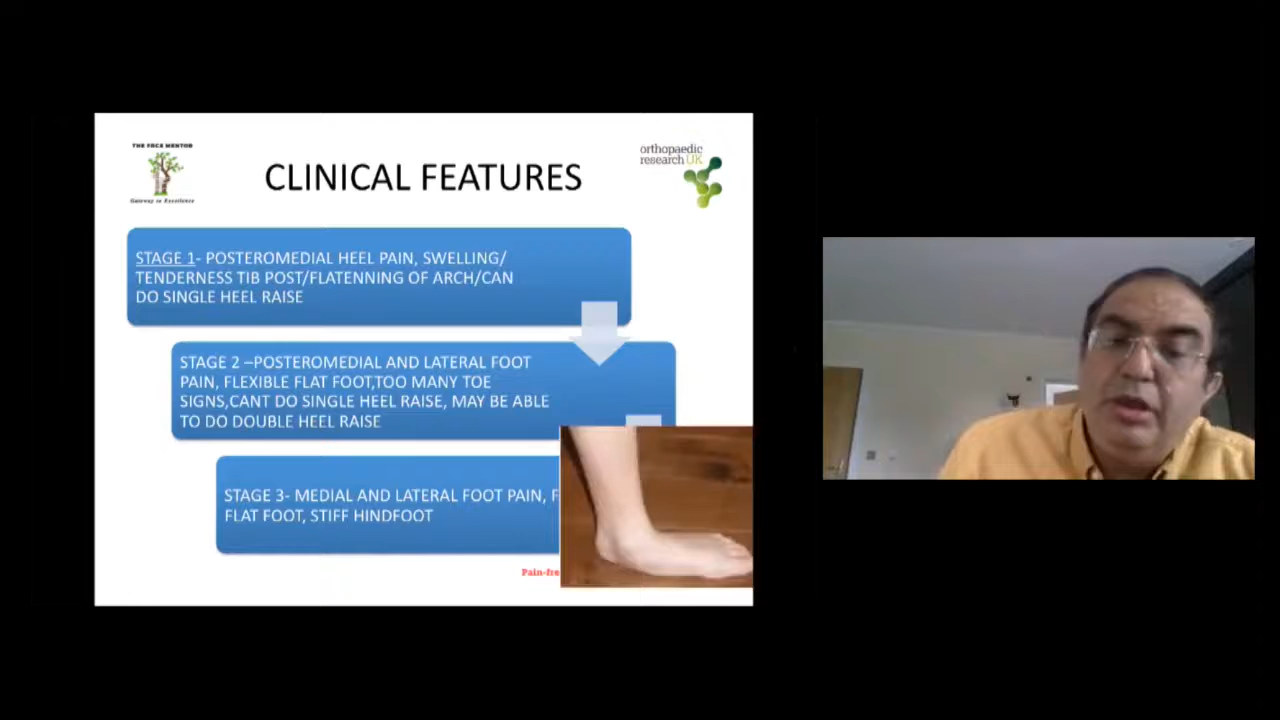 THE FRCS MENTOR
Gateway to Excellence
orthopaedic
research UK
CLINICAL FEATURES
STAGE 1- POSTEROMEDIAL HEEL PAIN, SWELLING/
TENDERNESS TIB POST/FLATENNING OF ARCH/CAN
DO SINGLE HEEL RAISE
STAGE 2 –POSTEROMEDIAL AND LATERAL FOOT
PAIN, FLEXIBLE FLAT FOOT,TOO MANY TOE
SIGNS,CANT DO SINGLE HEEL RAISE, MAY BE ABLE
TO DO DOUBLE HEEL RAISE
STAGE 3- MEDIAL AND LATERAL FOOT PAIN, F
FLAT FOOT, STIFF HINDFOOT
Pain-fre